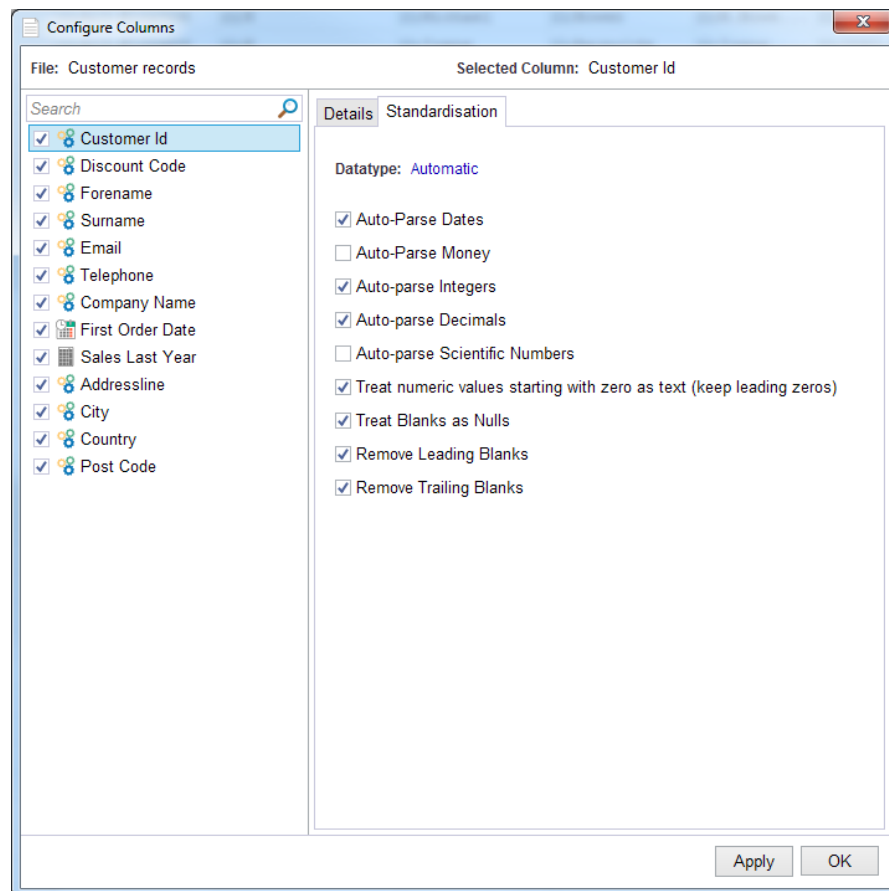 Configure Columns
File: Customer records Selected Column: Customer Id
Search
Customer Id
Discount Code
Forename
Surname
Email
Telephone
Company Name
First Order Date
Sales Last Year
Addressline
City
Country
Post Code
Details Standardisation
Datatype: Automatic
Auto-Parse Dates
Auto-Parse Money
Auto-parse Integers
Auto-parse Decimals
Auto-parse Scientific Numbers
Treat numeric values starting with zero as text (keep leading zeros)
Treat Blanks as Nulls
Remove Leading Blanks
Remove Trailing Blanks
Apply OK